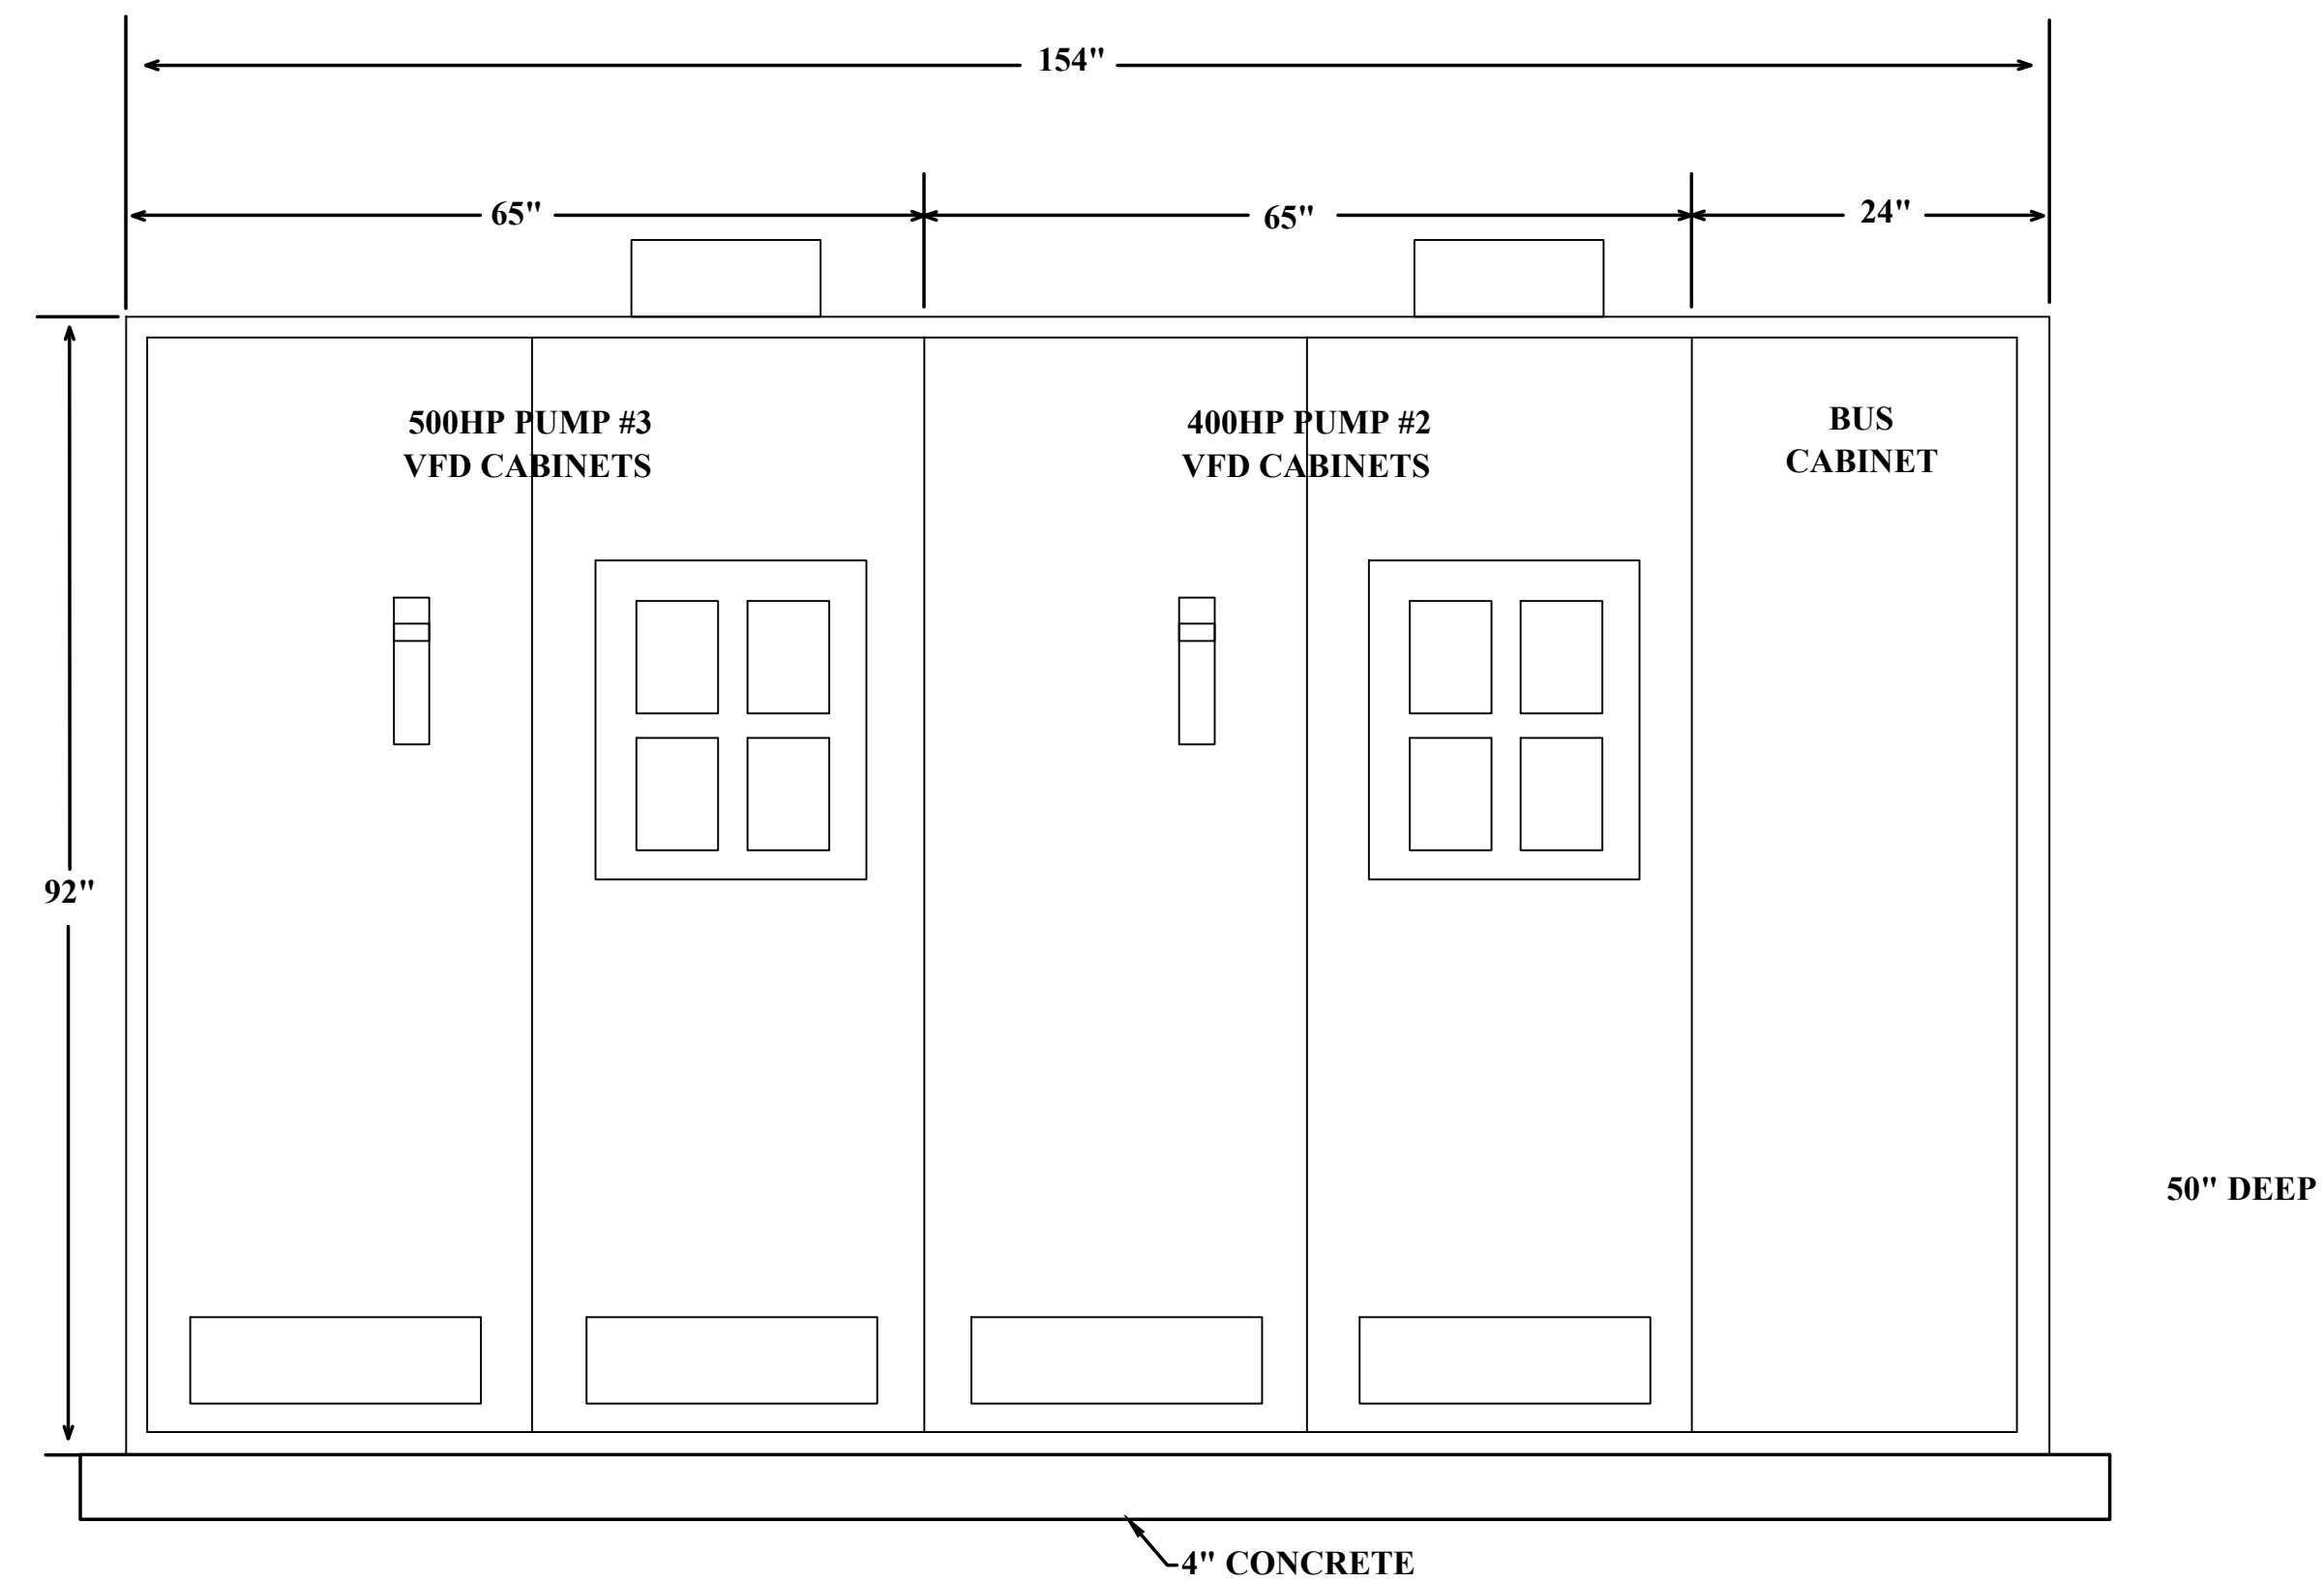 154"
65"
65"
24"
500HP PUMP #3
VFD CABINETS
400HP PUMP #2
VFD CABINETS
BUS
CABINET
92"
50" DEEP
4" CONCRETE